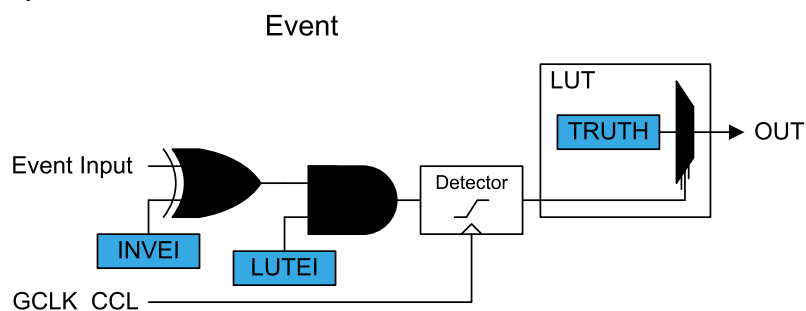 Event
LUT
TRUTH
OUT
Event Input
Detector
INVEI
LUTEI
GCLK CCL